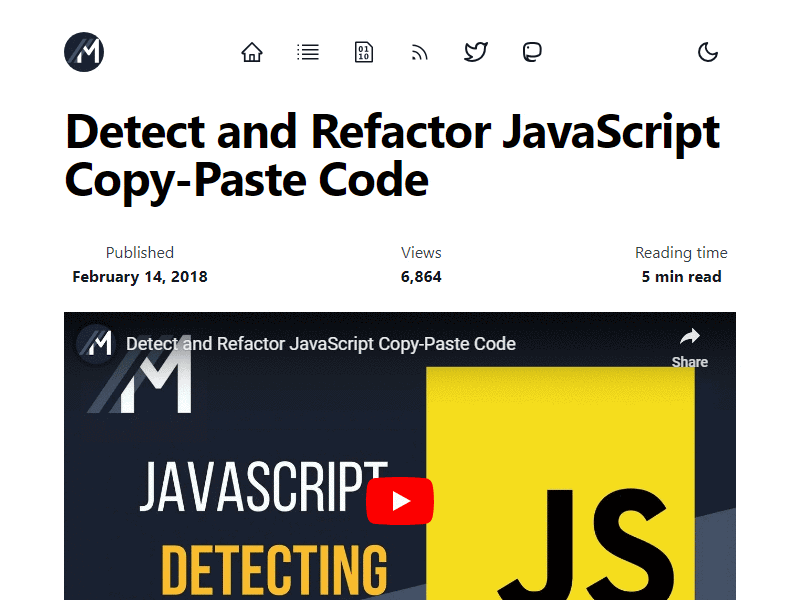 Detect and Refactor JavaScript
Copy-Paste Code
Published
Views
Reading time
February 14, 2018
6,864
5 min read
Detect and Refactor JavaScript Copy-Paste Code
Share
JAVASCRIPT
DETECTING
JS